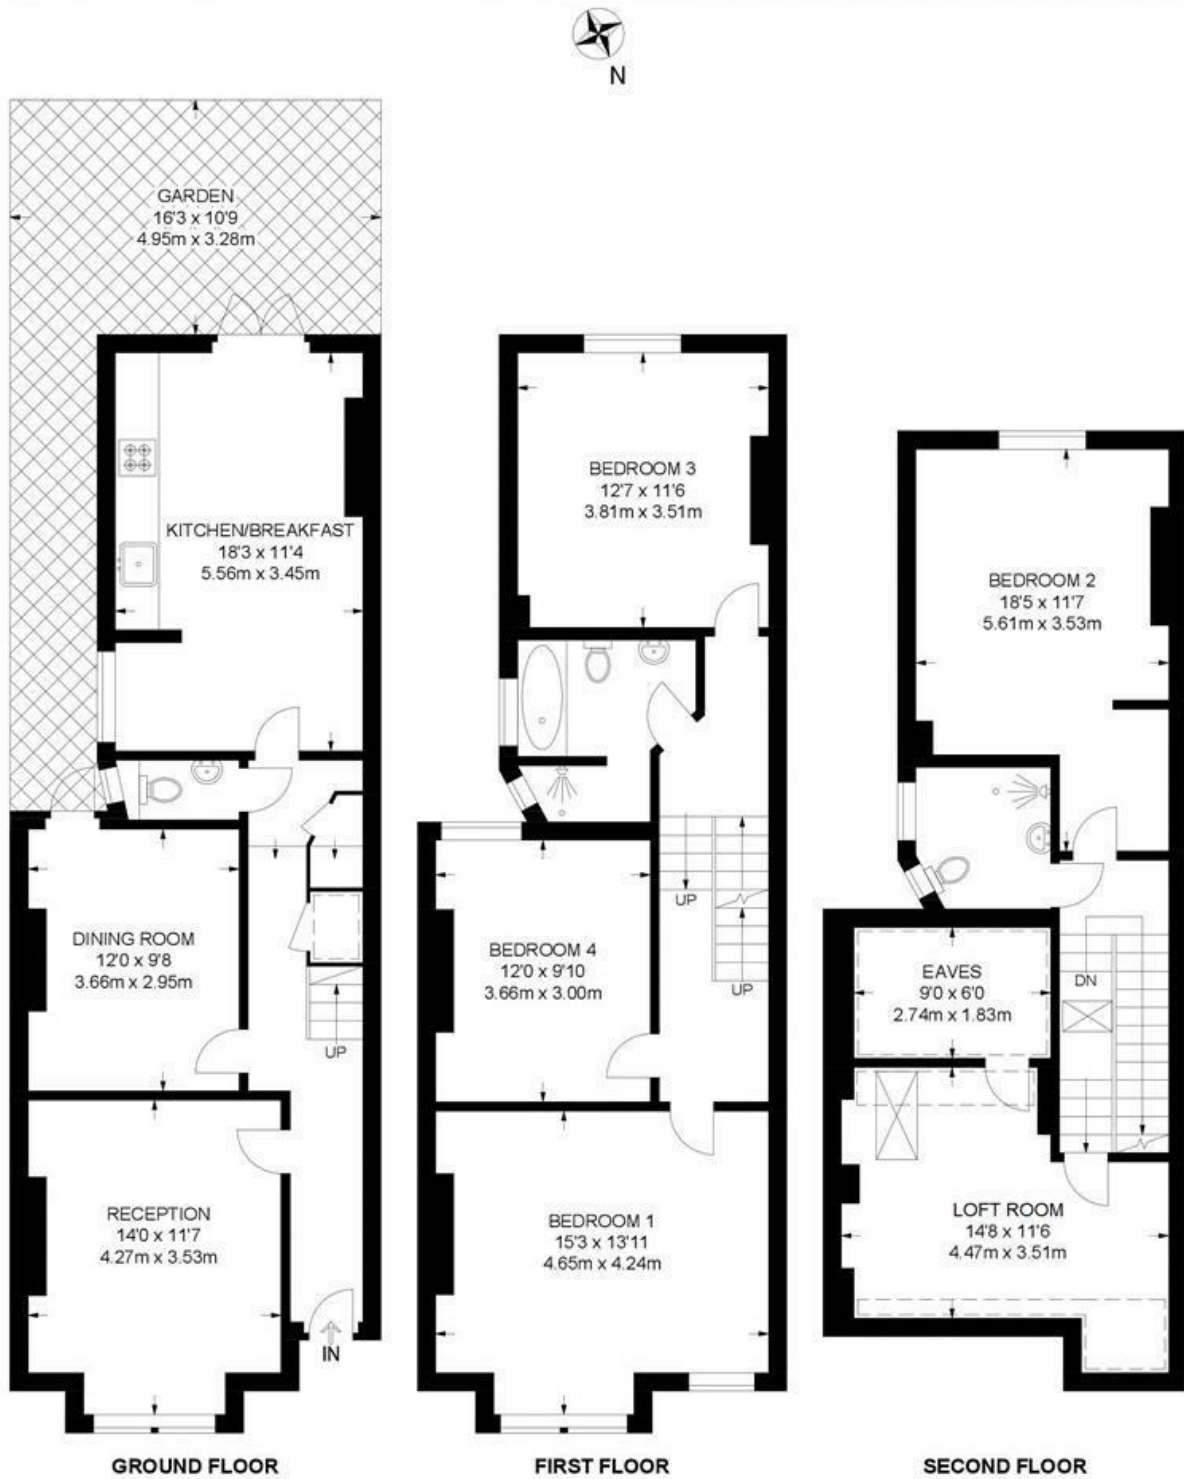 N
GARDEN
16'3 x 10'9
4.95m x 3.28m
KITCHEN/BREAKFAST
18'3 x 11'4
5.56m x 3.45m
DINING ROOM
12'0 x 9'8
3.66m x 2.95m
UP
RECEPTION
14'0 x 11'7
4.27m x 3.53m
IN
GROUND FLOOR
BEDROOM 3
12'7 x 11'6
3.81m x 3.51m
UP
BEDROOM 4
12'0 x 9'10
3.66m x 3.00m
UP
BEDROOM 1
15'3 x 13'11
4.65m x 4.24m
FIRST FLOOR
BEDROOM 2
18'5 x 11'7
5.61m x 3.53m
EAVES
9'0 x 6'0
2.74m x 1.83m
DN
LOFT ROOM
14'8 x 11'6
4.47m x 3.51m
SECOND FLOOR